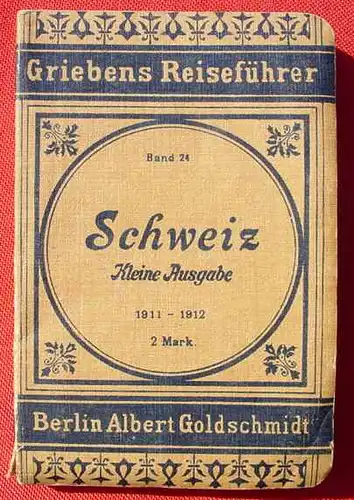 Griebens Reiseführer
Band 24
Schweiz
Kleine Ausgabe
1911 - 1912
2 Mark.
Berlin Albert Goldschmidt